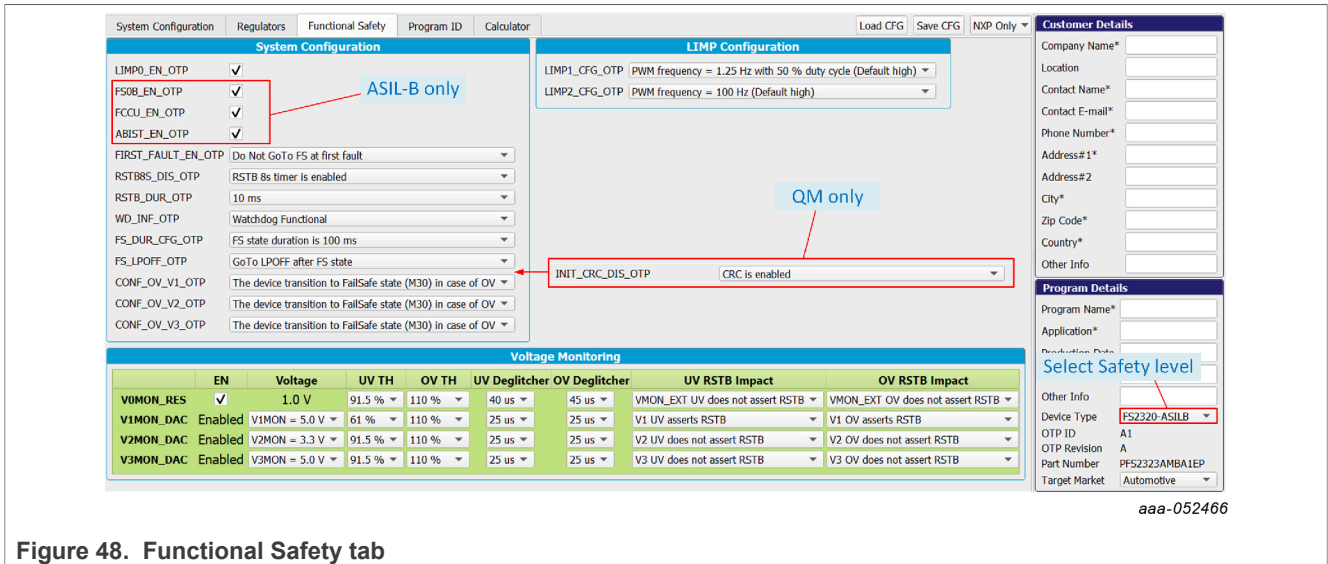 System Configuration Regulators Functional Safety Program ID Calculator Load CFG Save CFG NXP Only
System Configuration
LIMP0_EN_OTP
FS0B_EN_OTP
FCCU_EN_OTP
ABIST_EN_OTP
ASIL-B only
FIRST_FAULT_EN_OTP Do Not GoTo FS at first fault
RSTB8S_DIS_OTP RSTB 8s timer is enabled
RSTB_DUR_OTP 10 ms
WD_INF_OTP Watchdog Functional
FS_DUR_CFG_OTP FS state duration is 100 ms
FS_LPOFF_OTP GoTo LPOFF after FS state
CONF_OV_V1_OTP The device transition to FailSafe state (M30) in case of OV
CONF_OV_V2_OTP The device transition to FailSafe state (M30) in case of OV
CONF_OV_V3_OTP The device transition to FailSafe state (M30) in case of OV
LIMP Configuration
LIMP1_CFG_OTP PWM frequency = 1.25 Hz with 50 % duty cycle (Default high)
LIMP2_CFG_OTP PWM frequency = 100 Hz (Default high)
QM only
INIT_CRC_DIS_OTP CRC is enabled
Voltage Monitoring
EN Voltage UV TH OV TH UV Deglitcher OV Deglitcher UV RSTB Impact OV RSTB Impact
V0MON_RES 1.0 V 91.5 % 110 % 40 us 45 us VMON_EXT UV does not assert RSTB VMON_EXT OV does not assert RSTB
V1MON_DAC Enabled V1MON = 5.0 V 61 % 110 % 25 us 25 us V1 UV asserts RSTB V1 OV asserts RSTB
V2MON_DAC Enabled V2MON = 3.3 V 91.5 % 110 % 25 us 25 us V2 UV does not assert RSTB V2 OV does not assert RSTB
V3MON_DAC Enabled V3MON = 5.0 V 91.5 % 110 % 25 us 25 us V3 UV does not assert RSTB V3 OV does not assert RSTB
Customer Details
Company Name*
Location
Contact Name*
Contact E-mail*
Phone Number*
Address#1*
Address#2
City*
Zip Code*
Country*
Other Info
Program Details
Program Name*
Application*
Select Safety level
Other Info
Device Type FS2320-ASILB
OTP ID A1
OTP Revision A
Part Number PFS2323AMBA1EP
Target Market Automotive
aaa-052466
Figure 48. Functional Safety tab